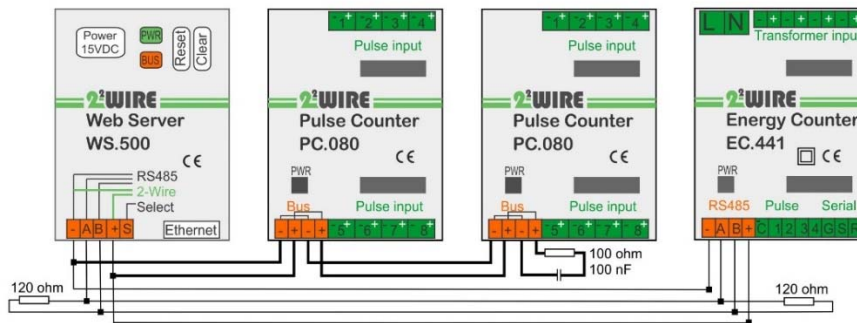 Power
15VDC
PWR
BUS
Reset
Clear
2²WIRE
Web Server
WS.500
CE
RS485
2-Wire
Select
- A B + S
Ethernet
- 1 + - 2 + - 3 + - 4 +
Pulse input
2²WIRE
Pulse Counter
PC.080
CE
PWR
Bus
Pulse input
- + - +
- 5 + - 6 + - 7 + - 8 +
- 1 + - 2 + - 3 + - 4 +
Pulse input
2²WIRE
Pulse Counter
PC.080
CE
PWR
Bus
Pulse input
- + - +
- 5 + - 6 + - 7 + - 8 +
100 ohm
100 nF
L N - + - + - +
Transformer input
2²WIRE
Energy Counter
EC.441
CE
PWR
RS485 Pulse Serial
- A B + C 1 2 3 4 G S R
120 ohm
120 ohm